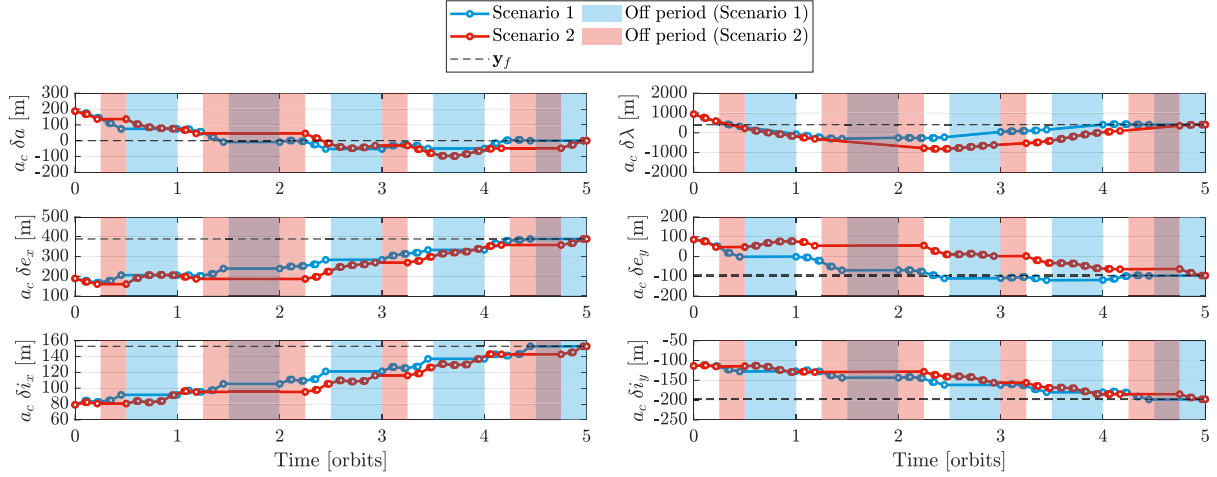 Scenario 1 Off period (Scenario 1)
Scenario 2 Off period (Scenario 2)
y_f
a_c δa [m]
300
200
100
0
-100
-200
0 1 2 3 4 5
a_c δλ [m]
2000
1000
0
-1000
-2000
0 1 2 3 4 5
a_c δe_x [m]
500
400
300
200
100
0 1 2 3 4 5
a_c δe_y [m]
200
100
0
-100
-200
0 1 2 3 4 5
a_c δi_x [m]
160
140
120
100
80
60
0 1 2 3 4 5
Time [orbits]
a_c δi_y [m]
-50
-100
-150
-200
-250
0 1 2 3 4 5
Time [orbits]